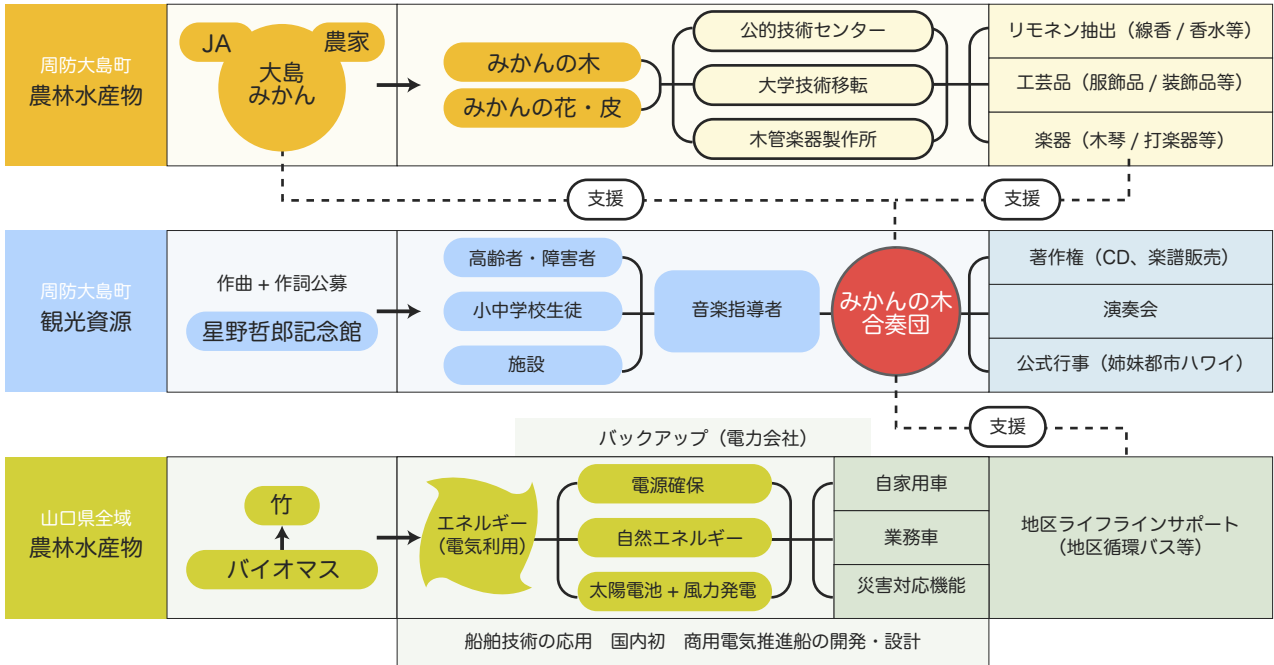 周防大島町
農林水産物
JA
農家
大島
みかん
みかんの木
みかんの花・皮
公的技術センター
大学技術移転
木管楽器製作所
リモネン抽出（線香 / 香水等）
工芸品（服飾品 / 装飾品等）
楽器（木琴 / 打楽器等）
支援
支援
周防大島町
観光資源
作曲 + 作詞公募
星野哲郎記念館
高齢者・障害者
小中学校生徒
施設
音楽指導者
みかんの木
合奏団
著作権（CD、楽譜販売）
演奏会
公式行事（姉妹都市ハワイ）
支援
バックアップ（電力会社）
山口県全域
農林水産物
竹
バイオマス
エネルギー
（電気利用）
電源確保
自然エネルギー
太陽電池 + 風力発電
自家用車
業務車
災害対応機能
地区ライフラインサポート
（地区循環バス等）
船舶技術の応用　国内初　商用電気推進船の開発・設計